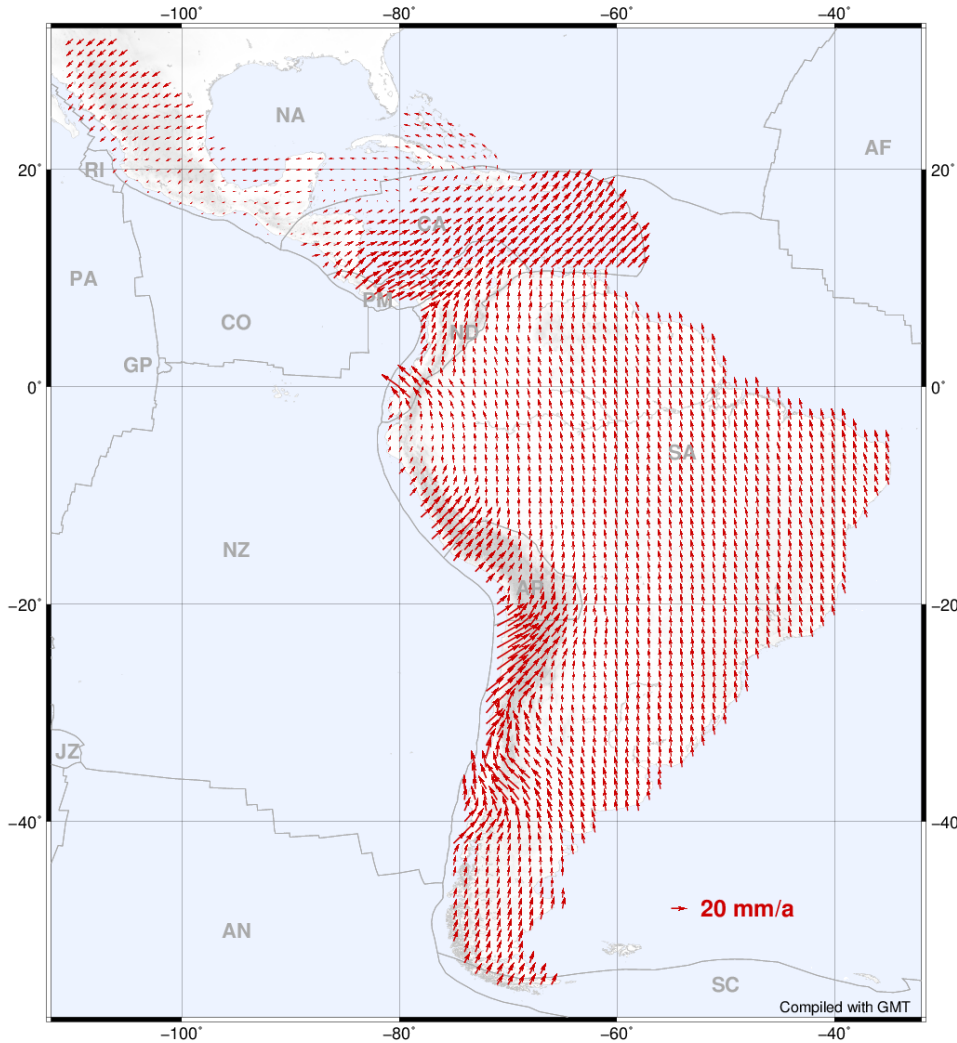 −100° −80° −60° −40°
NA
AF
20° RI 20°
CA
PA
PM
CO ND
GP
0° 0°
SA
NZ
AP
−20° −20°
JZ
−40° −40°
20 mm/a
AN
SC
Compiled with GMT
−100° −80° −60° −40°